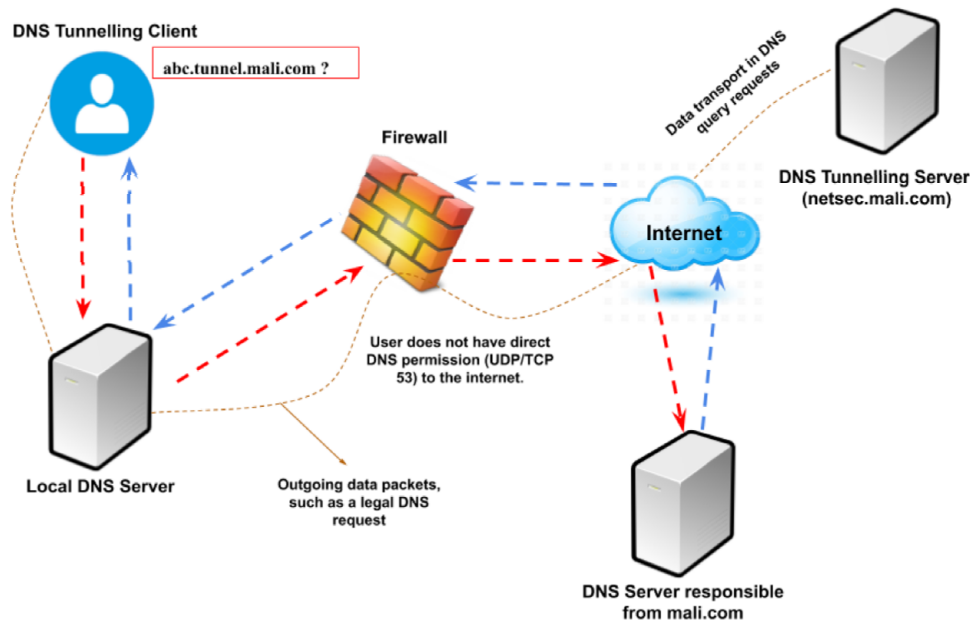 DNS Tunnelling Client
abc.tunnel.mali.com ?
Firewall
Data transport in DNS
query requests
DNS Tunnelling Server
(netsec.mali.com)
Internet
User does not have direct
DNS permission (UDP/TCP
53) to the internet.
Local DNS Server
Outgoing data packets,
such as a legal DNS
request
DNS Server responsible
from mali.com